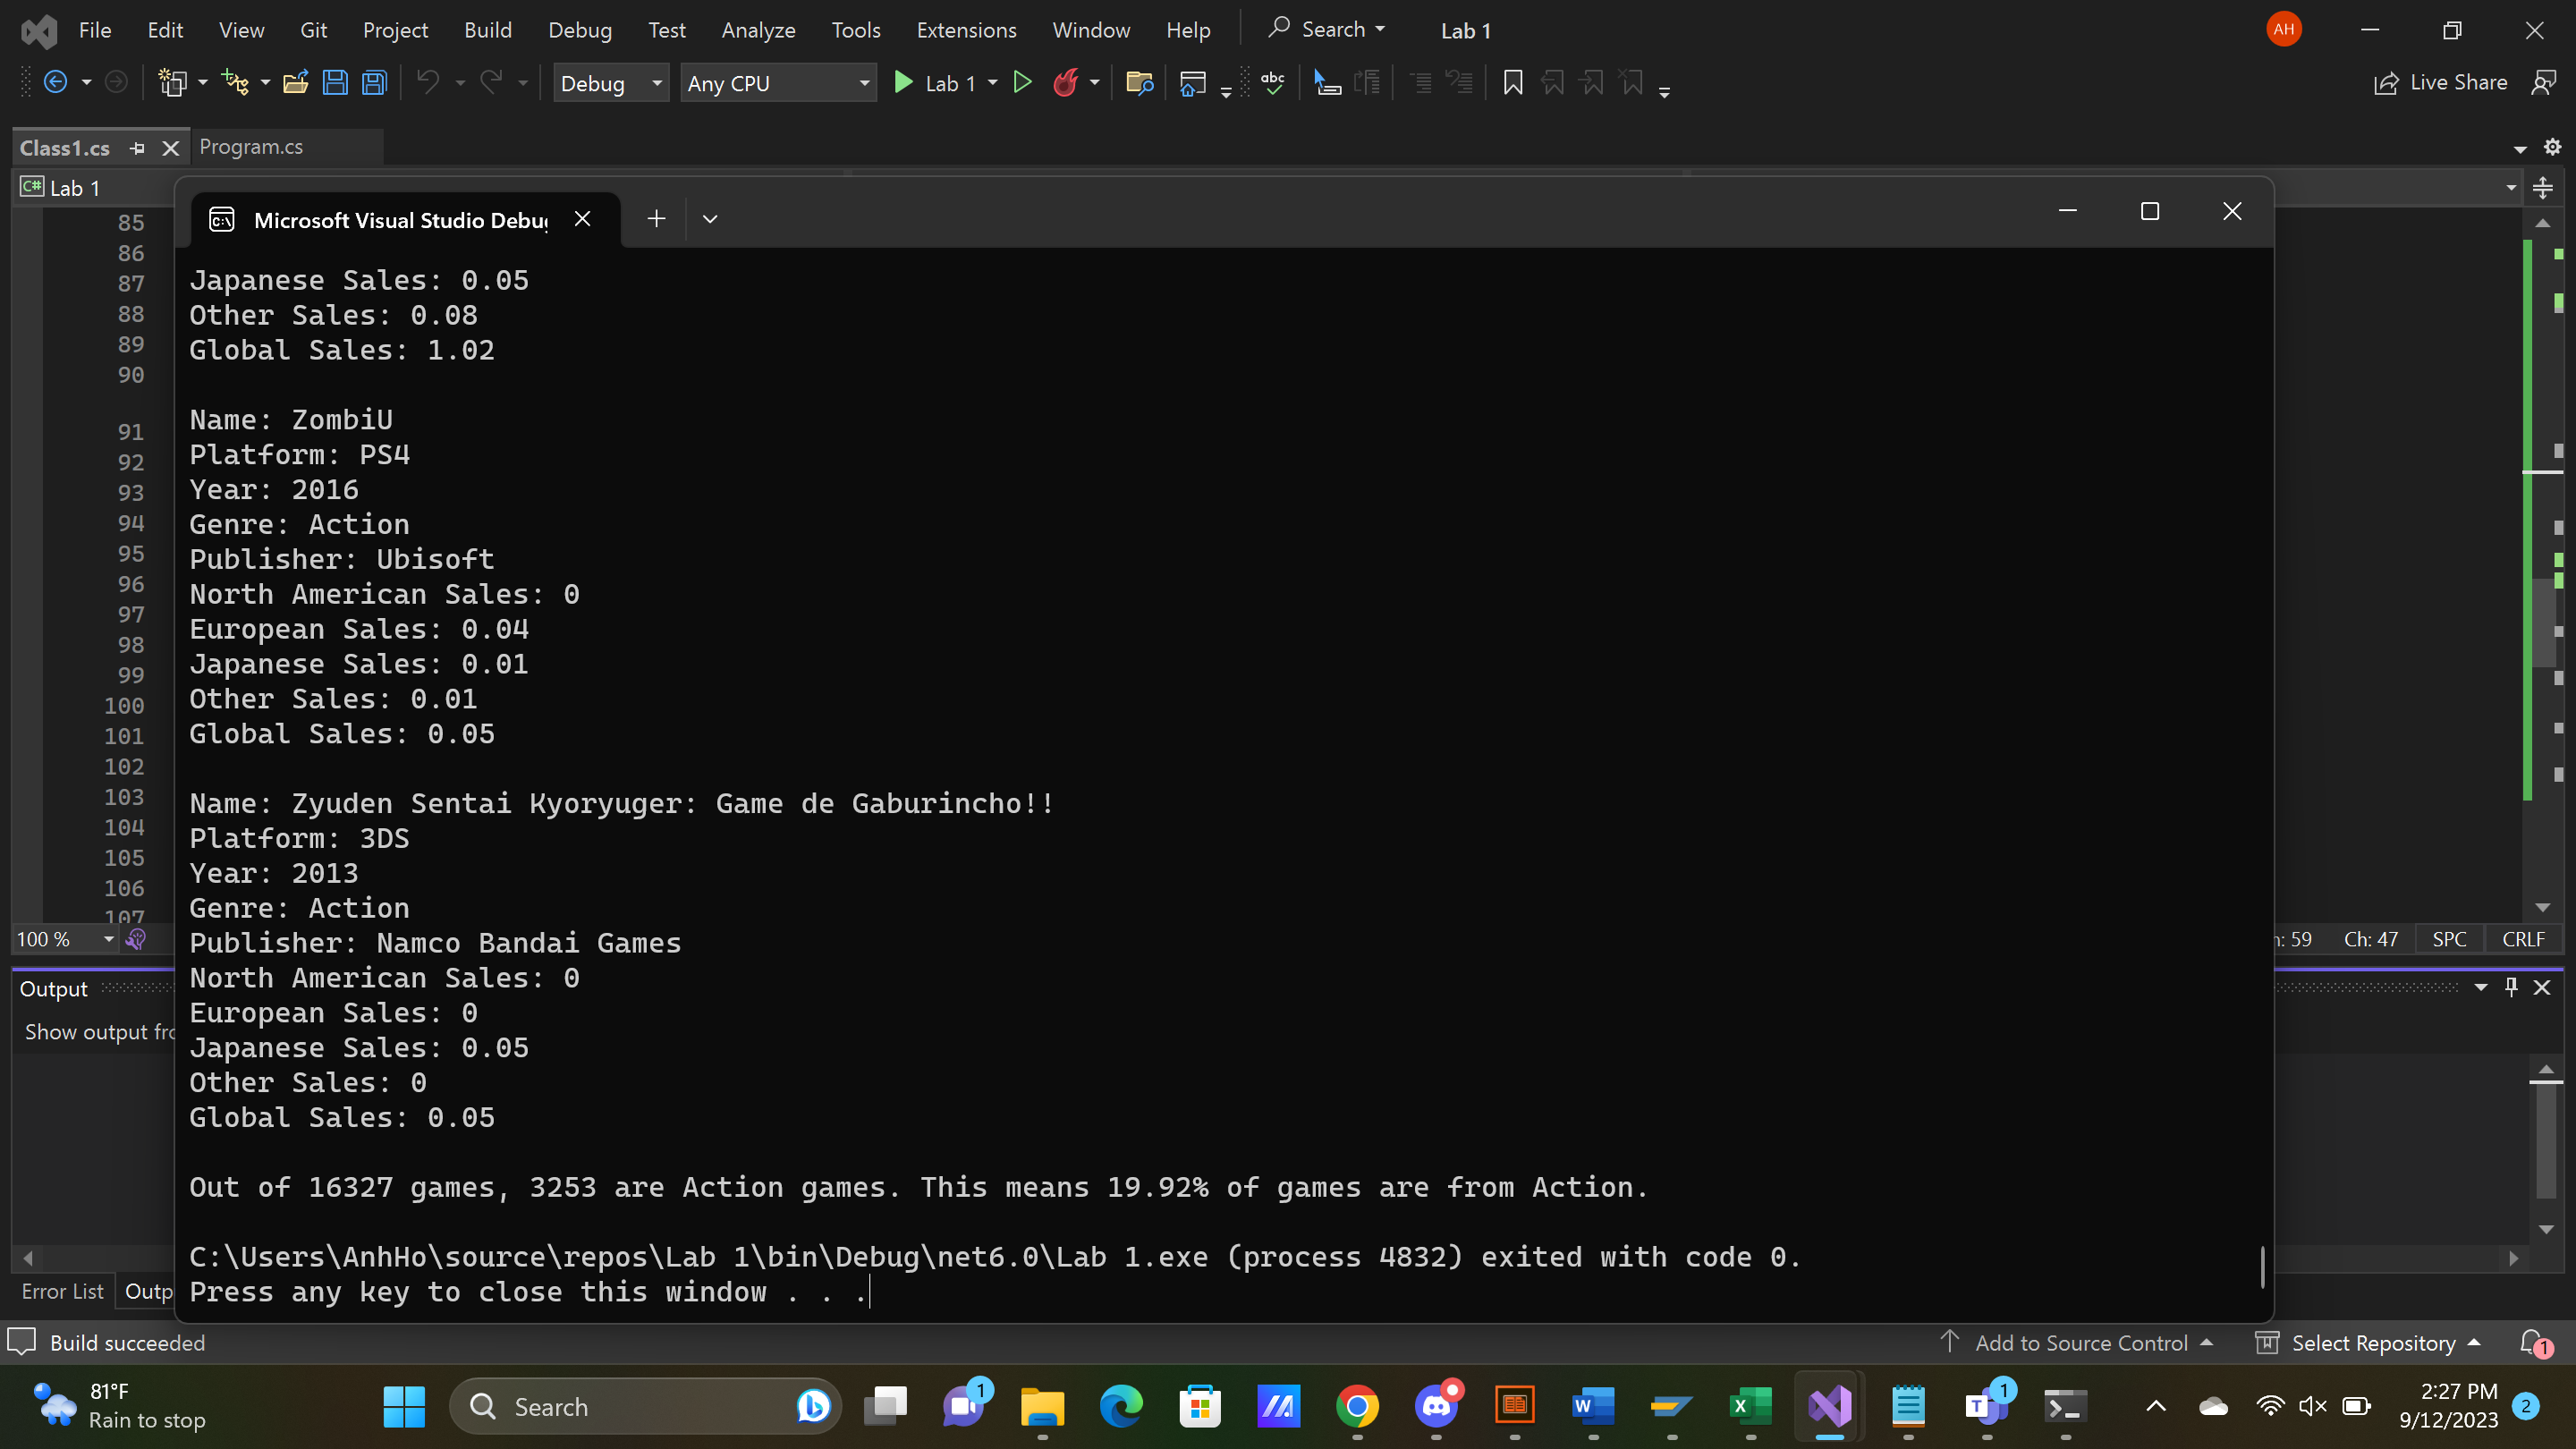 File Edit View Git Project Build Debug Test Analyze Tools Extensions Window Help Search Lab 1 AH
Debug Any CPU Lab 1 abc Live Share
Class1.cs Program.cs
C# Lab 1
Microsoft Visual Studio Debug
85
86
87
88
89
90
91
92
93
94
95
96
97
98
99
100
101
102
103
104
105
106
107
Japanese Sales: 0.05
Other Sales: 0.08
Global Sales: 1.02
Name: ZombiU
Platform: PS4
Year: 2016
Genre: Action
Publisher: Ubisoft
North American Sales: 0
European Sales: 0.04
Japanese Sales: 0.01
Other Sales: 0.01
Global Sales: 0.05
Name: Zyuden Sentai Kyoryuger: Game de Gaburincho!!
Platform: 3DS
Year: 2013
Genre: Action
Publisher: Namco Bandai Games
North American Sales: 0
European Sales: 0
Japanese Sales: 0.05
Other Sales: 0
Global Sales: 0.05
Out of 16327 games, 3253 are Action games. This means 19.92% of games are from Action.
C:\Users\AnhHo\source\repos\Lab 1\bin\Debug\net6.0\Lab 1.exe (process 4832) exited with code 0.
Press any key to close this window . . .
100 % : 59 Ch: 47 SPC CRLF
Output
Show output
Error List Outp
Build succeeded Add to Source Control Select Repository 1
81°F
Rain to stop
Search 1 1
2:27 PM
9/12/2023 2